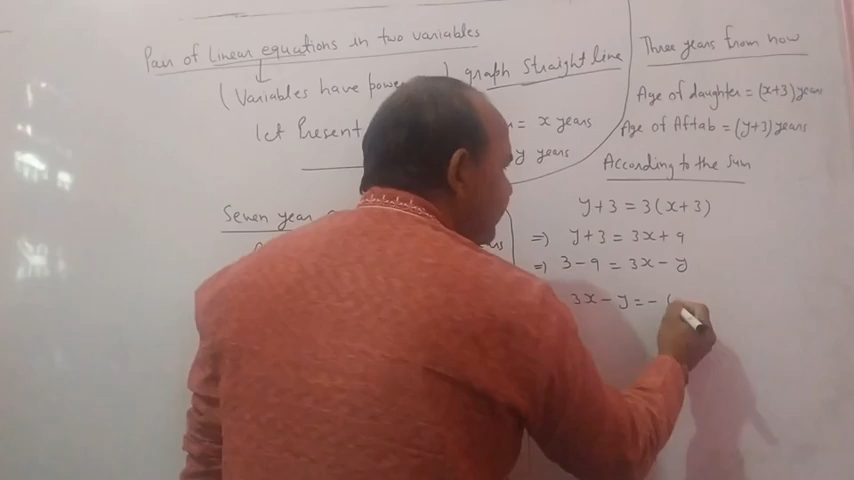 Pair of Linear equations in two variables
(Variables have power ) graph straight line
let Present = x years
y years
Seven year
Three years from now
Age of daughter = (x+3) years
Age of Aftab = (y+3) years
According to the sum
y+3 = 3(x+3)
=) y+3 = 3x+9
=) 3-9 = 3x-y
3x-y = -